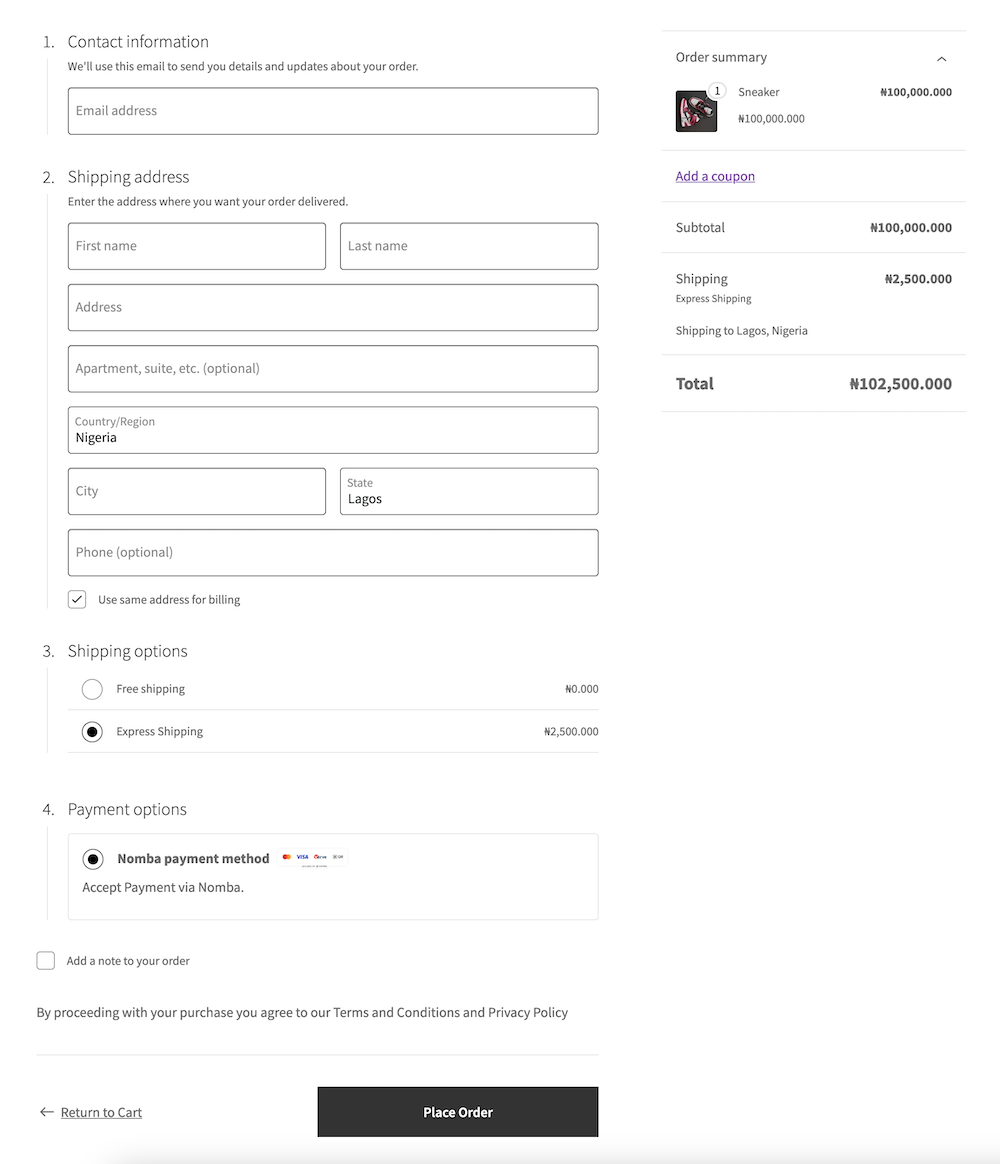 1. Contact information
We'll use this email to send you details and updates about your order.
Email address
2. Shipping address
Enter the address where you want your order delivered.
First name
Last name
Address
Apartment, suite, etc. (optional)
Country/Region
Nigeria
City
State
Lagos
Phone (optional)
Use same address for billing
3. Shipping options
Free shipping ₦0.000
Express Shipping ₦2,500.000
4. Payment options
Nomba payment method VISA
Accept Payment via Nomba.
Add a note to your order
By proceeding with your purchase you agree to our Terms and Conditions and Privacy Policy
← Return to Cart
Place Order
Order summary
1
Sneaker ₦100,000.000
₦100,000.000
Add a coupon
Subtotal ₦100,000.000
Shipping ₦2,500.000
Express Shipping
Shipping to Lagos, Nigeria
Total ₦102,500.000